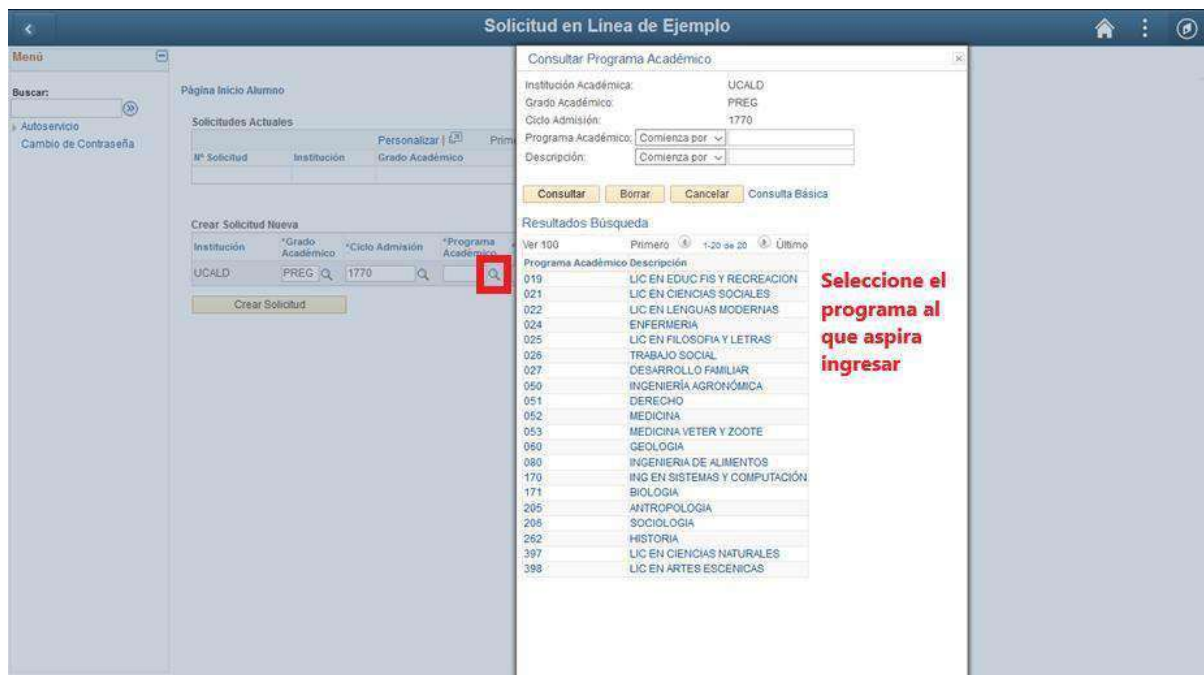 Solicitud en Línea de Ejemplo
Menú
Buscar:
Autoservicio
Cambio de Contraseña
Página Inicio Alumno
Solicitudes Actuales
Personalizar | Prim
Nº Solicitud Institución Grado Académico
Crear Solicitud Nueva
Institución *Grado Académico *Ciclo Admisión *Programa Académico
UCALD PREG 1770
Crear Solicitud
Consultar Programa Académico
Institución Académica: UCALD
Grado Académico: PREG
Ciclo Admisión: 1770
Programa Académico: Comienza por
Descripción: Comienza por
Consultar Borrar Cancelar Consulta Básica
Resultados Búsqueda
Ver 100 Primero 1-20 de 20 Último
Programa Académico Descripción
019 LIC EN EDUC FIS Y RECREACION
021 LIC EN CIENCIAS SOCIALES
022 LIC EN LENGUAS MODERNAS
024 ENFERMERIA
025 LIC EN FILOSOFIA Y LETRAS
026 TRABAJO SOCIAL
027 DESARROLLO FAMILIAR
050 INGENIERÍA AGRONÓMICA
051 DERECHO
052 MEDICINA
053 MEDICINA VETER Y ZOOTE
060 GEOLOGIA
080 INGENIERIA DE ALIMENTOS
170 ING EN SISTEMAS Y COMPUTACIÓN
171 BIOLOGIA
205 ANTROPOLOGIA
206 SOCIOLOGIA
262 HISTORIA
397 LIC EN CIENCIAS NATURALES
398 LIC EN ARTES ESCENICAS
Seleccione el
programa al
que aspira
ingresar